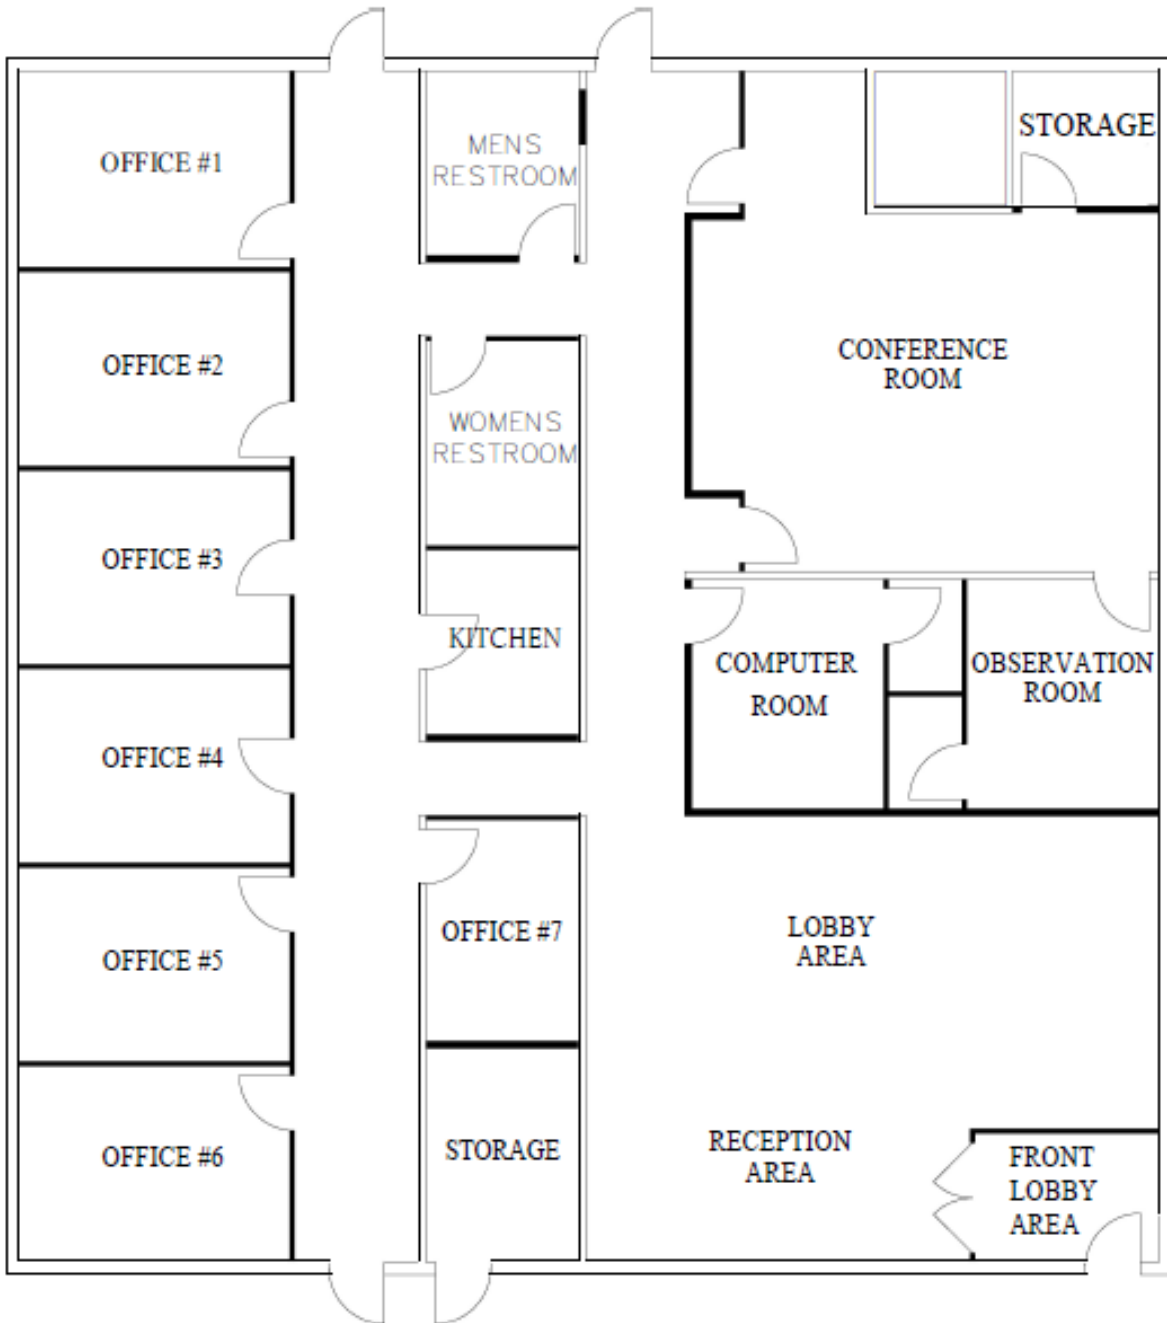 OFFICE #1
MENS
RESTROOM
STORAGE
OFFICE #2
CONFERENCE
ROOM
WOMENS
RESTROOM
OFFICE #3
KITCHEN
COMPUTER
ROOM
OBSERVATION
ROOM
OFFICE #4
OFFICE #5
OFFICE #7
LOBBY
AREA
OFFICE #6
STORAGE
RECEPTION
AREA
FRONT
LOBBY
AREA